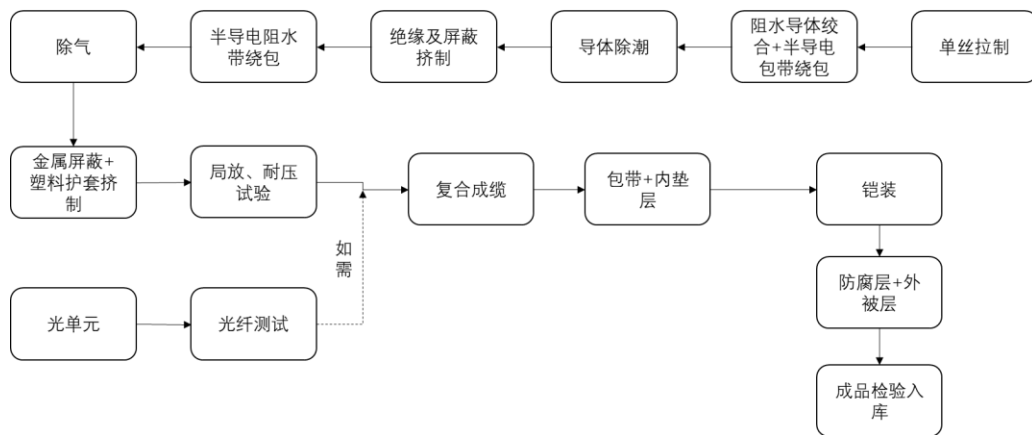 除气
半导电阻水
带绕包
绝缘及屏蔽
挤制
导体除潮
阻水导体绞
合+半导电
包带绕包
单丝拉制
金属屏蔽+
塑料护套挤
制
局放、耐压
试验
复合成缆
包带+内垫
层
铠装
如
需
防腐层+外
被层
光单元
光纤测试
成品检验入
库